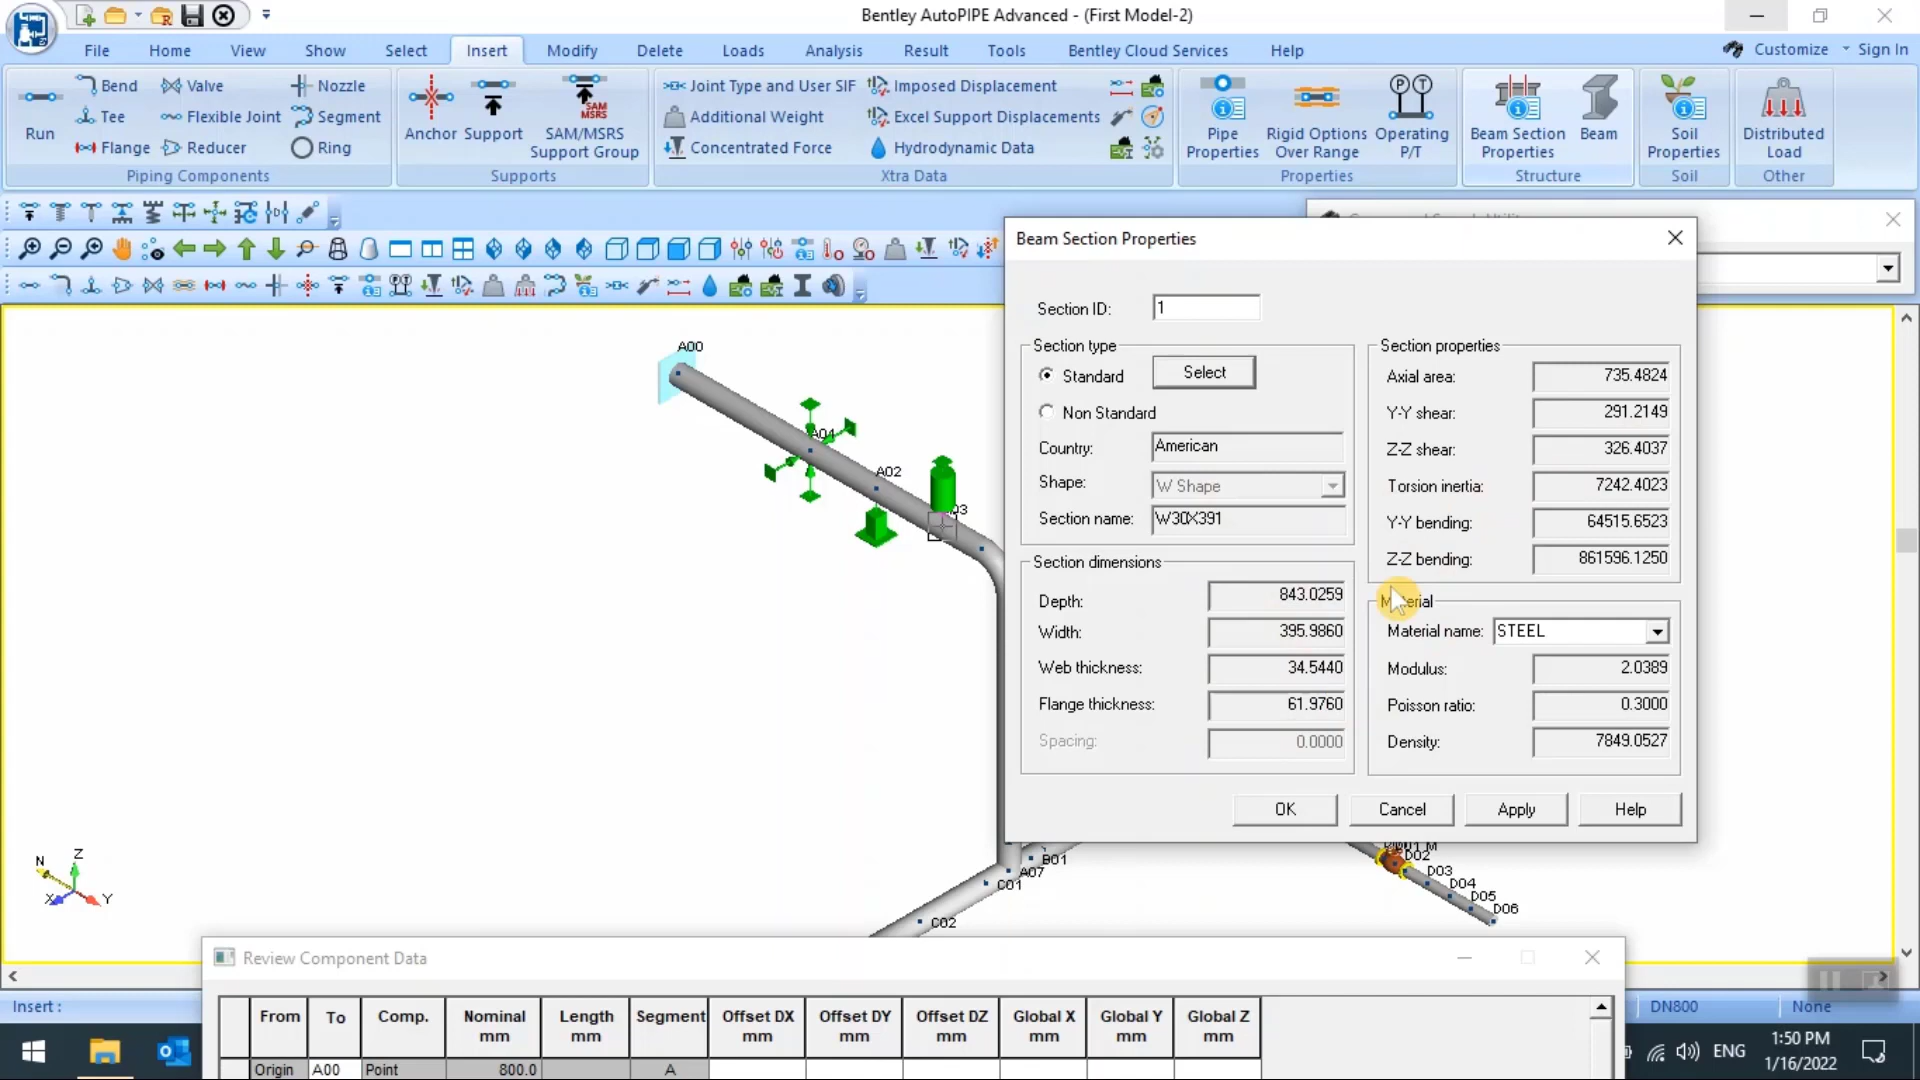 Bentley AutoPIPE Advanced - (First Model-2)
File Home View Show Select Insert Modify Delete Loads Analysis Result Tools Bentley Cloud Services Help Customize Sign In
Bend Valve Nozzle Joint Type and User SIF Imposed Displacement
Run Tee Flexible Joint Segment Anchor Support SAM/MSRS Support Group Additional Weight Excel Support Displacements Pipe Properties Rigid Options Over Range Operating P/T Beam Section Properties Beam Soil Properties Distributed Load
Flange Reducer Ring Concentrated Force Hydrodynamic Data
Piping Components Supports Xtra Data Properties Structure Soil Other
Beam Section Properties
Section ID: 1
Section type
Standard Select
Non Standard
Country: American
Shape: W Shape
Section name: W30X391
Section dimensions
Depth: 843.0259
Width: 395.9860
Web thickness: 34.5440
Flange thickness: 61.9760
Spacing: 0.0000
Section properties
Axial area: 735.4824
Y-Y shear: 291.2149
Z-Z shear: 326.4037
Torsion inertia: 7242.4023
Y-Y bending: 64515.6523
Z-Z bending: 861596.1250
Material name: STEEL
Modulus: 2.0389
Poisson ratio: 0.3000
Density: 7849.0527
OK Cancel Apply Help
A00
A04
A02
B01
A07
C01
C02
D02
D03
D04
D05
D06
N Z X Y
Review Component Data
From To Comp. Nominal mm Length mm Segment Offset DX mm Offset DY mm Offset DZ mm Global X mm Global Y mm Global Z mm
Origin A00 Point 800.0 A
Insert : DN800 None
ENG 1:50 PM
1/16/2022